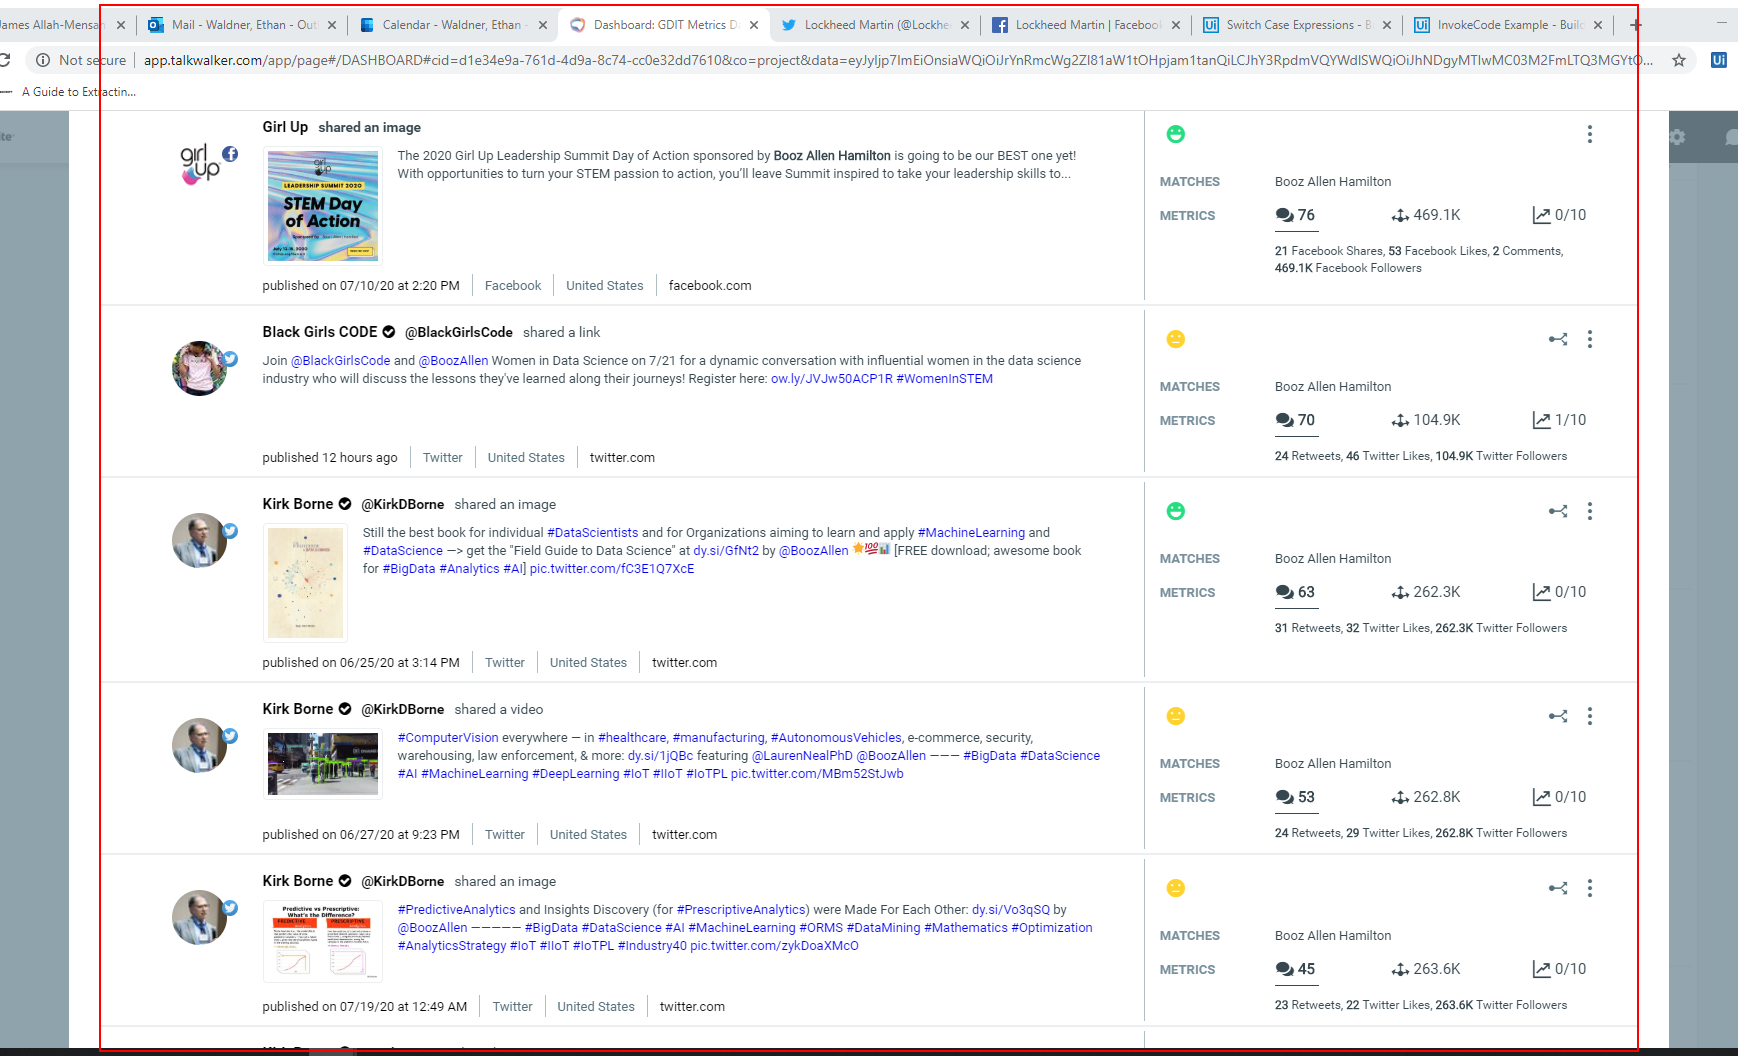 ames Allah-Mensah
Mail - Waldner, Ethan - Out
Calendar - Waldner, Ethan -
Dashboard: GDIT Metrics D
Lockheed Martin (@Lockhe
Lockheed Martin | Facebook
Switch Case Expressions - B
InvokeCode Example - Build
Not secure
app.talkwalker.com/app/page#/DASHBOARD#cid=d1e34e9a-761d-4d9a-8c74-cc0e32dd7610&co=project&data=eyJyIjp7ImEiOnsiaWQiOiJrYnRmcWg2Zl81aW1tOHpjam1tanQiLCJhY3RpdmVQYWdlSWQiOiJhNDgyMTIwMC03M2FmLTQ3MGYtO...
A Guide to Extractin...
Girl Up shared an image
girl up
LEADERSHIP SUMMIT 2020
STEM Day
of Action
The 2020 Girl Up Leadership Summit Day of Action sponsored by Booz Allen Hamilton is going to be our BEST one yet!
With opportunities to turn your STEM passion to action, you'll leave Summit inspired to take your leadership skills to...
published on 07/10/20 at 2:20 PM
Facebook
United States
facebook.com
MATCHES
Booz Allen Hamilton
METRICS
76
469.1K
0/10
21 Facebook Shares, 53 Facebook Likes, 2 Comments,
469.1K Facebook Followers
Black Girls CODE @BlackGirlsCode shared a link
Join @BlackGirlsCode and @BoozAllen Women in Data Science on 7/21 for a dynamic conversation with influential women in the data science
industry who will discuss the lessons they've learned along their journeys! Register here: ow.ly/JVJw50ACP1R #WomenInSTEM
published 12 hours ago
Twitter
United States
twitter.com
MATCHES
Booz Allen Hamilton
METRICS
70
104.9K
1/10
24 Retweets, 46 Twitter Likes, 104.9K Twitter Followers
Kirk Borne @KirkDBorne shared an image
Still the best book for individual #DataScientists and for Organizations aiming to learn and apply #MachineLearning and
#DataScience —> get the "Field Guide to Data Science" at dy.si/GfNt2 by @BoozAllen 🌟💯📊 [FREE download; awesome book
for #BigData #Analytics #AI] pic.twitter.com/fC3E1Q7XcE
published on 06/25/20 at 3:14 PM
Twitter
United States
twitter.com
MATCHES
Booz Allen Hamilton
METRICS
63
262.3K
0/10
31 Retweets, 32 Twitter Likes, 262.3K Twitter Followers
Kirk Borne @KirkDBorne shared a video
#ComputerVision everywhere — in #healthcare, #manufacturing, #AutonomousVehicles, e-commerce, security,
warehousing, law enforcement, & more: dy.si/1jQBc featuring @LaurenNealPhD @BoozAllen ——— #BigData #DataScience
#AI #MachineLearning #DeepLearning #IoT #IIoT #IoTPL pic.twitter.com/MBm52StJwb
published on 06/27/20 at 9:23 PM
Twitter
United States
twitter.com
MATCHES
Booz Allen Hamilton
METRICS
53
262.8K
0/10
24 Retweets, 29 Twitter Likes, 262.8K Twitter Followers
Kirk Borne @KirkDBorne shared an image
Predictive vs Prescriptive:
What's the Difference?
PREDICTIVE
PRESCRIPTIVE
#PredictiveAnalytics and Insights Discovery (for #PrescriptiveAnalytics) were Made For Each Other: dy.si/Vo3qSQ by
@BoozAllen ————— #BigData #DataScience #AI #MachineLearning #ORMS #DataMining #Mathematics #Optimization
#AnalyticsStrategy #IoT #IIoT #IoTPL #Industry40 pic.twitter.com/zykDoaXMcO
published on 07/19/20 at 12:49 AM
Twitter
United States
twitter.com
MATCHES
Booz Allen Hamilton
METRICS
45
263.6K
0/10
23 Retweets, 22 Twitter Likes, 263.6K Twitter Followers